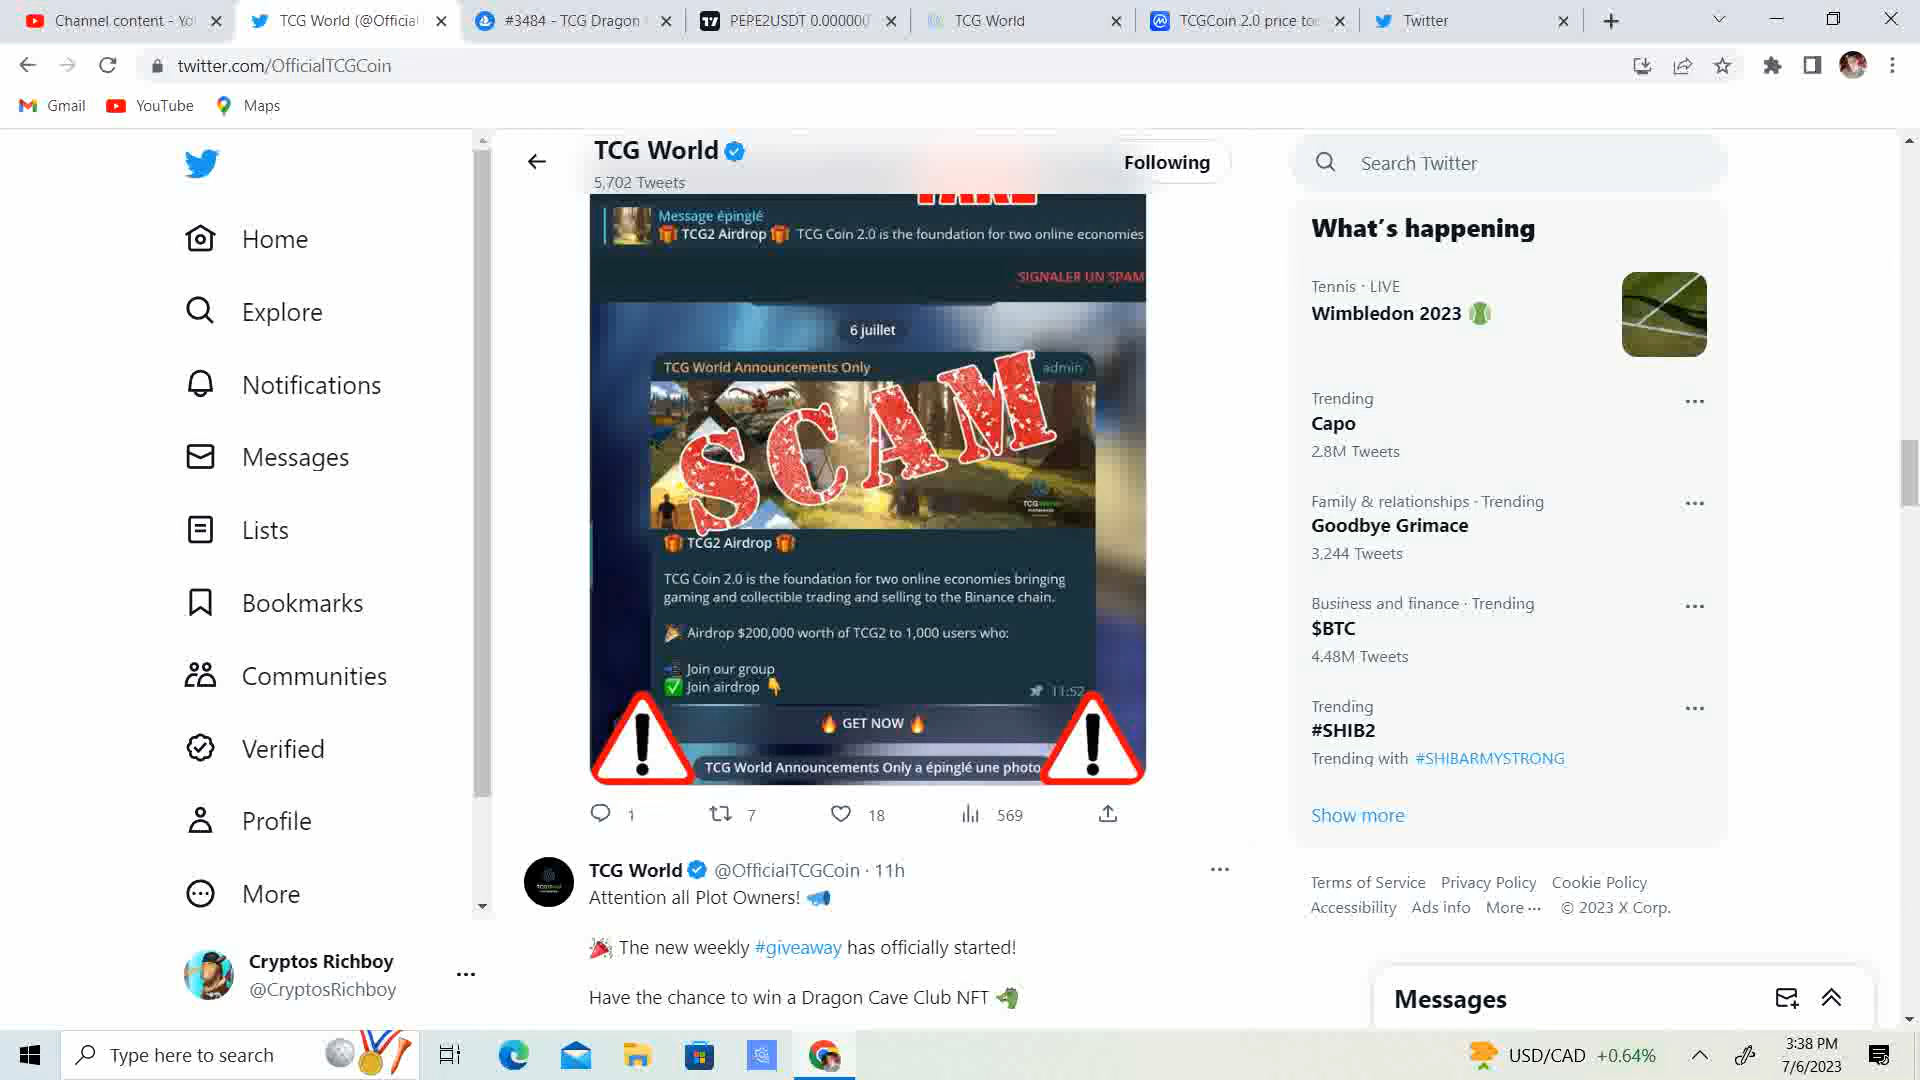 Channel content - Yo
TCG World (@Official
#3484 - TCG Dragon
PEPE2USDT 0.000000
TCG World
TCGCoin 2.0 price to
Twitter
twitter.com/OfficialTCGCoin
Gmail
YouTube
Maps
Home
Explore
Notifications
Messages
Lists
Bookmarks
Communities
Verified
Profile
More
Cryptos Richboy
@CryptosRichboy
TCG World
5,702 Tweets
Following
Message épinglé
TCG2 Airdrop TCG Coin 2.0 is the foundation for two online economies
SIGNALER UN SPAM
6 juillet
TCG World Announcements Only admin
SCAM
🎁 TCG2 Airdrop 🎁
TCG Coin 2.0 is the foundation for two online economies bringing
gaming and collectible trading and selling to the Binance chain.
🎉 Airdrop $200,000 worth of TCG2 to 1,000 users who:
📲 Join our group
✅ Join airdrop 👇
11:52
🔥 GET NOW 🔥
TCG World Announcements Only a épinglé une photo
1 7 18 569
TCG World @OfficialTCGCoin · 11h
Attention all Plot Owners! 📣
🎉 The new weekly #giveaway has officially started!
Have the chance to win a Dragon Cave Club NFT 🐲
Search Twitter
What's happening
Tennis · LIVE
Wimbledon 2023
Trending
Capo
2.8M Tweets
Family & relationships · Trending
Goodbye Grimace
3,244 Tweets
Business and finance · Trending
$BTC
4.48M Tweets
Trending
#SHIB2
Trending with #SHIBARMYSTRONG
Show more
Terms of Service Privacy Policy Cookie Policy
Accessibility Ads info More ··· © 2023 X Corp.
Messages
Type here to search
USD/CAD +0.64%
3:38 PM
7/6/2023